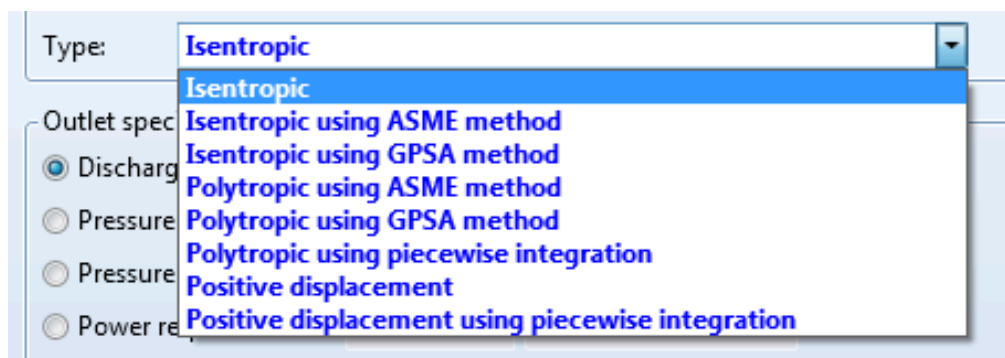 Type: Isentropic
Isentropic
Outlet spec Isentropic using ASME method
Isentropic using GPSA method
Discharg Polytropic using ASME method
Pressure Polytropic using GPSA method
Polytropic using piecewise integration
Pressure Positive displacement
Power re Positive displacement using piecewise integration